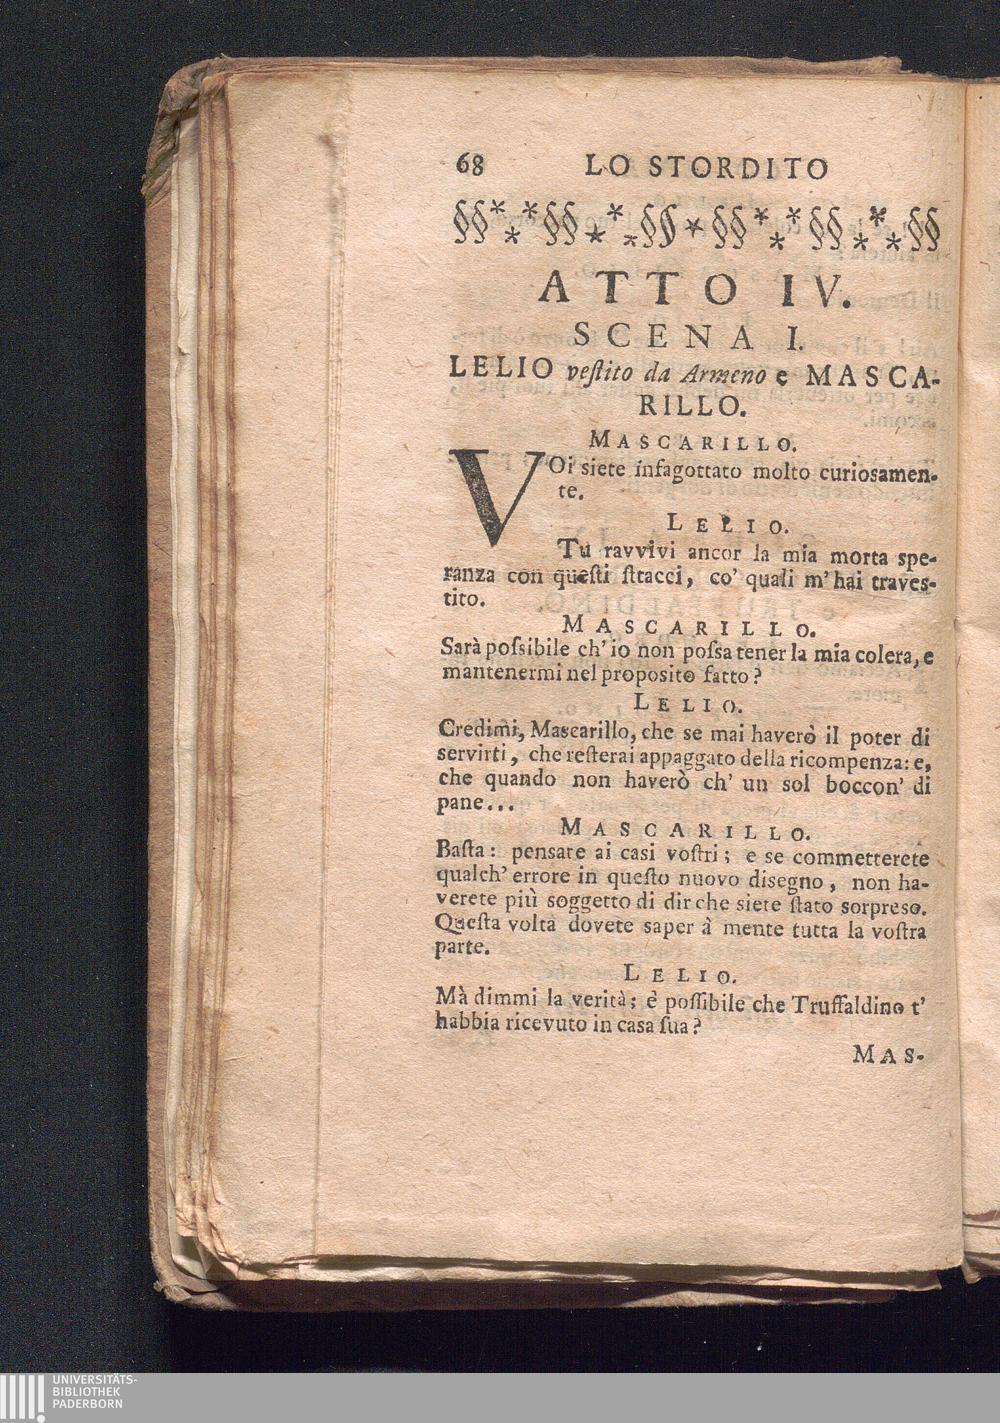 68 LO STORDITO
§§*⁎*§§*⁎*⁎§§*§§*⁎*§§⁎*⁎§§
ATTO IV.
SCENA I.
LELIO veſtito da Armeno e MASCA-
RILLO.
MASCARILLO.
VOi siete infagottato molto curiosamen-
te.
LELIO.
Tu ravvivi ancor la mia morta spe-
ranza con queſti ſtracci, co' quali m' hai traves-
tito.
MASCARILLO.
Sarà poſsibile ch' io non poſsa tener la mia colera, e
mantenermi nel proposito fatto?
LELIO.
Credimi, Mascarillo, che se mai haverò il poter di
servirti, che reſterai appaggato della ricompenza: e,
che quando non haverò ch' un sol boccon' di
pane...
MASCARILLO.
Baſta: pensate ai casi voſtri; e se commetterete
qualch' errore in queſto nuovo disegno, non ha-
verete più soggetto di dir che siete ſtato sorpreso.
Queſta volta dovete saper à mente tutta la voſtra
parte.
LELIO.
Mà dimmi la verità; è poſſibile che Truffaldino t'
habbia ricevuto in casa ſua?
MAS-
UNIVERSITÄTS-
BIBLIOTHEK
PADERBORN